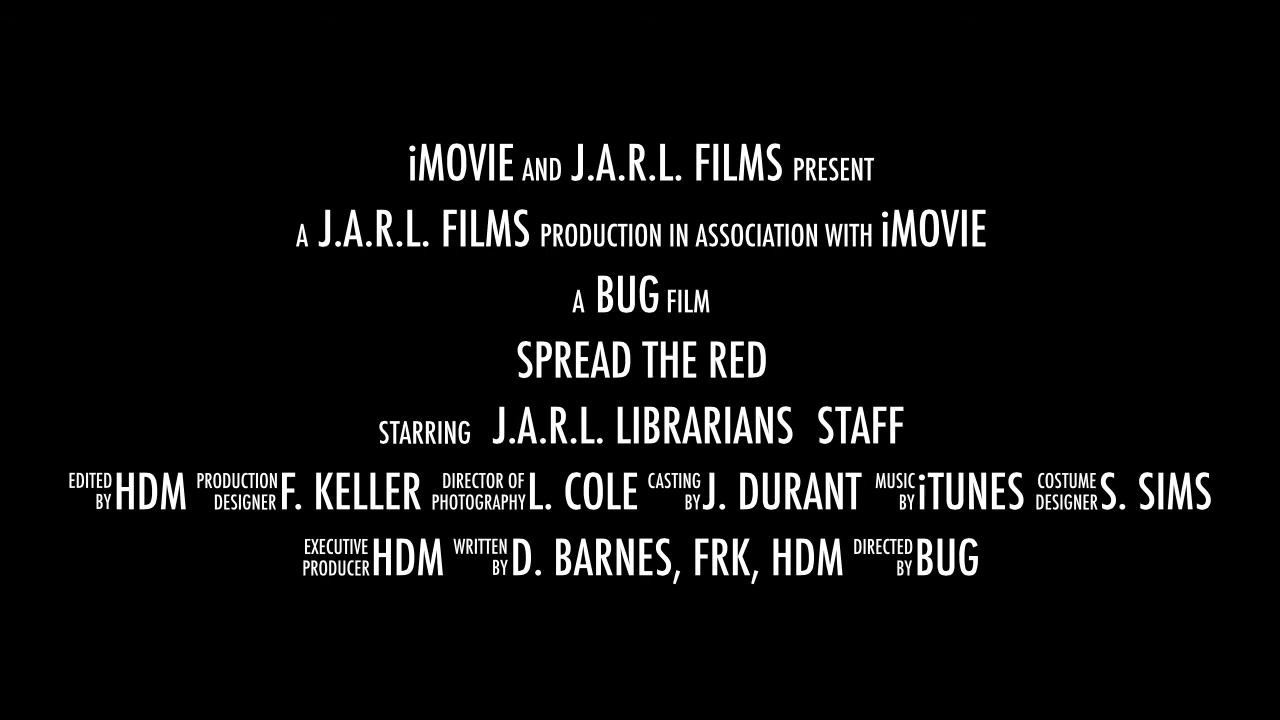 iMOVIE AND J.A.R.L. FILMS PRESENT
A J.A.R.L. FILMS PRODUCTION IN ASSOCIATION WITH iMOVIE
A BUG FILM
SPREAD THE RED
STARRING J.A.R.L. LIBRARIANS STAFF
EDITED BY HDM PRODUCTION DESIGNER F. KELLER DIRECTOR OF PHOTOGRAPHY L. COLE CASTING BY J. DURANT MUSIC BY iTUNES COSTUME DESIGNER S. SIMS
EXECUTIVE PRODUCER HDM WRITTEN BY D. BARNES, FRK, HDM DIRECTED BY BUG